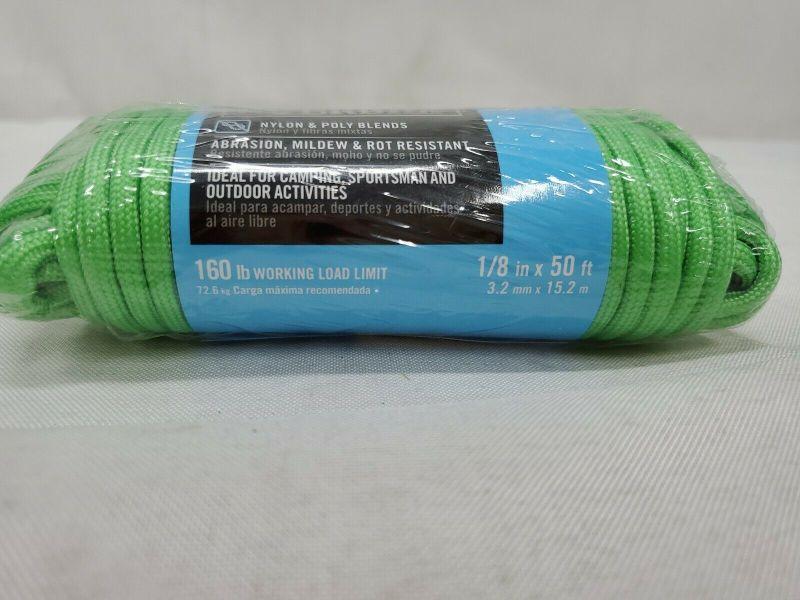 NYLON & POLY BLENDS
Nylon y fibras mixtas
ABRASION, MILDEW & ROT RESISTANT
Resistente abrasión, moho y no se pudre
IDEAL FOR CAMPING, SPORTSMAN AND
OUTDOOR ACTIVITIES
Ideal para acampar, deportes y actividades
al aire libre
160 lb WORKING LOAD LIMIT
72.6 kg Carga máxima recomendada •
1/8 in x 50 ft
3.2 mm x 15.2 m